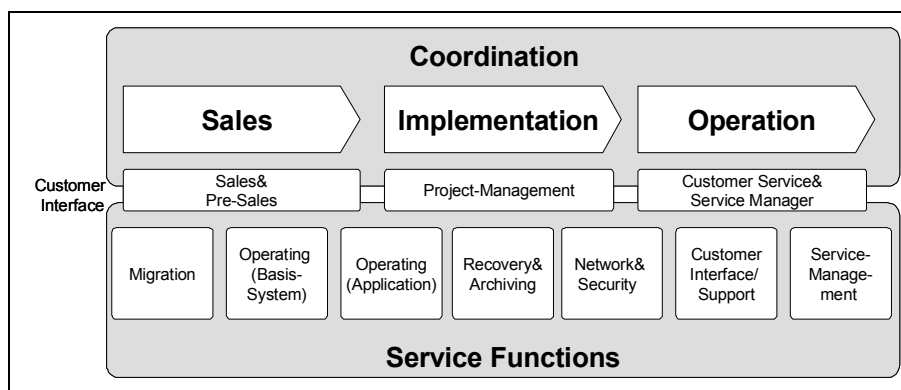 Coordination
Sales
Implementation
Operation
Customer
Interface
Sales&
Pre-Sales
Project-Management
Customer Service&
Service Manager
Migration
Operating
(Basis-
System)
Operating
(Application)
Recovery&
Archiving
Network&
Security
Customer
Interface/
Support
Service-
Manage-
ment
Service Functions